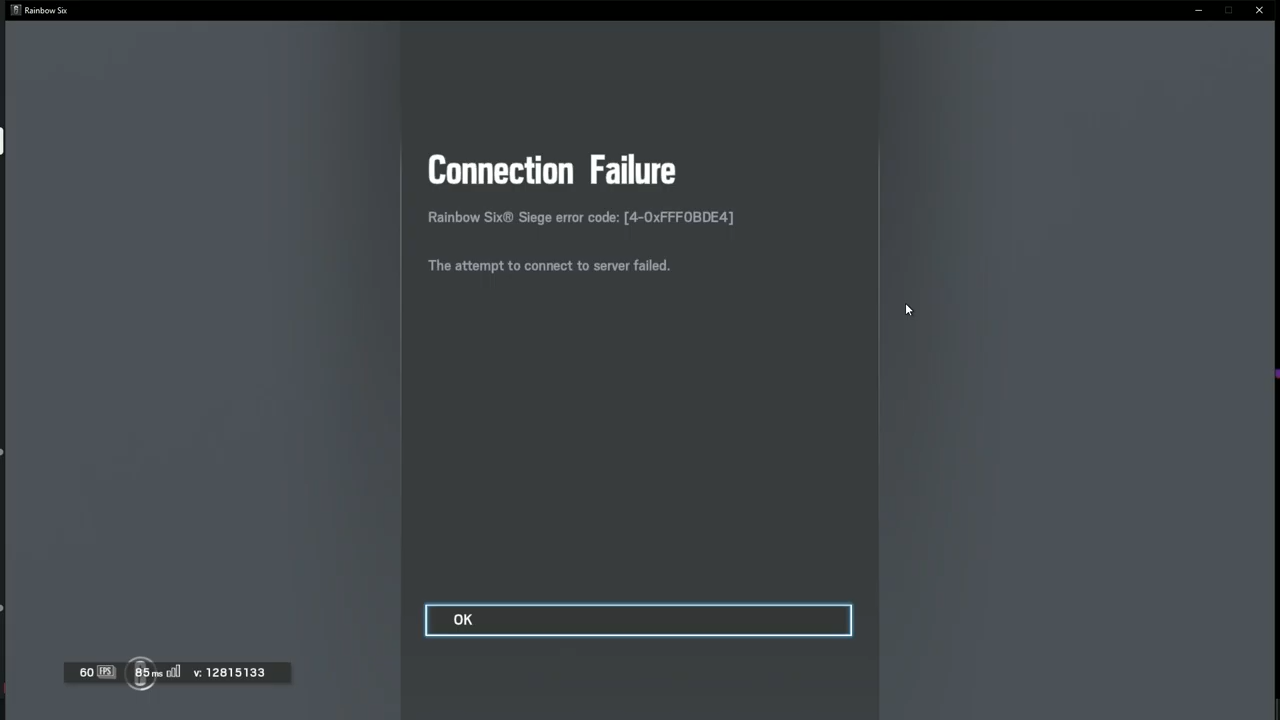 Rainbow Six
Connection Failure
Rainbow Six® Siege error code: [4-0xFFF0BDE4]
The attempt to connect to server failed.
OK
60 FPS 85 ms v: 12815133